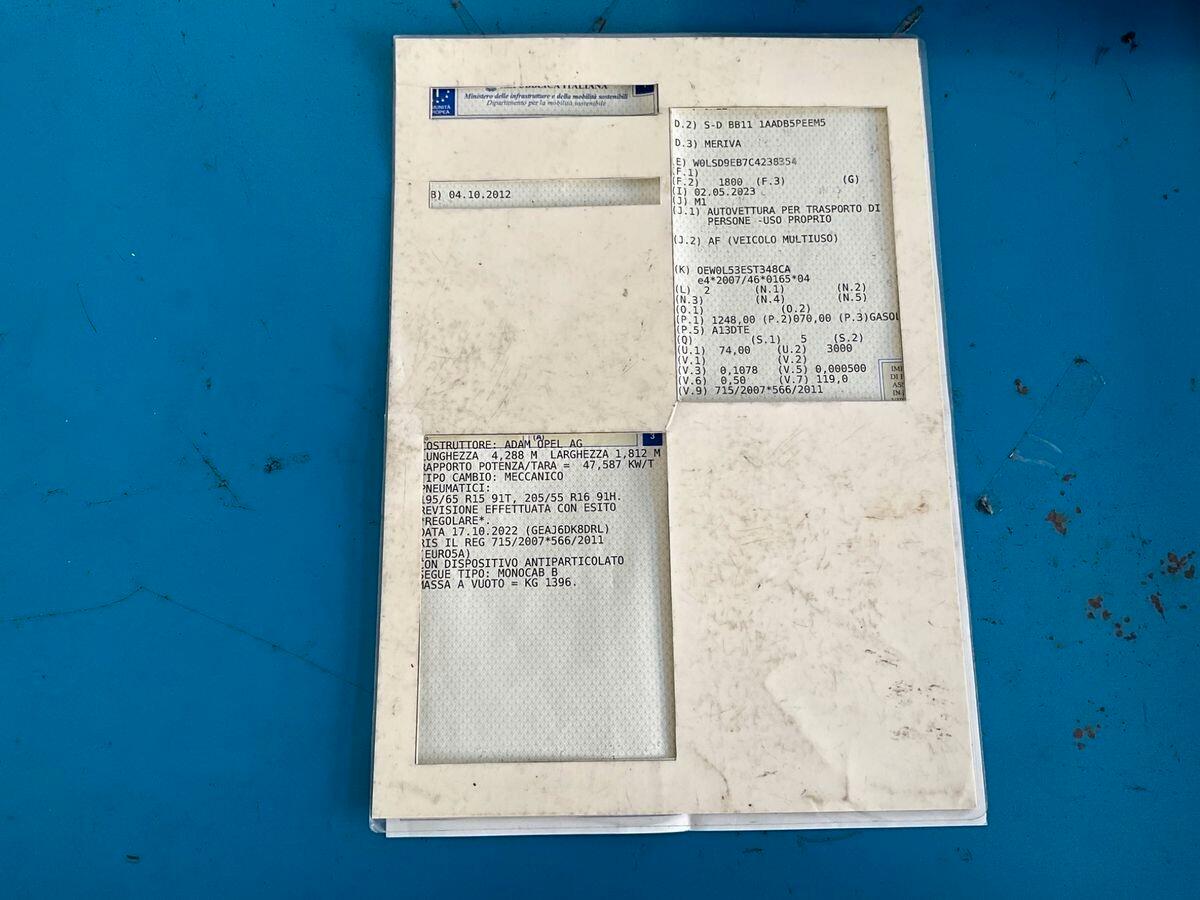 REPUBBLICA ITALIANA
Ministero delle infrastrutture e della mobilità sostenibili
Dipartimento per la mobilità sostenibile
B) 04.10.2012
D.2) S-D BB11 1AADB5PEEM5
D.3) MERIVA
E) W0LSD9EB7C4238354
(F.1)
(F.2) 1800 (F.3) (G)
(I) 02.05.2023
(J) M1
(J.1) AUTOVETTURA PER TRASPORTO DI
PERSONE -USO PROPRIO
(J.2) AF (VEICOLO MULTIUSO)
(K) OEW0L53EST348CA
e4*2007/46*0165*04
(L) 2 (N.1) (N.2)
(N.3) (N.4) (N.5)
(O.1) (O.2)
(P.1) 1248,00 (P.2)070,00 (P.3)GASOL
(P.5) A13DTE
(Q) (S.1) 5 (S.2)
(U.1) 74,00 (U.2) 3000
(V.1) (V.2)
(V.3) 0,1078 (V.5) 0,000500
(V.6) 0,50 (V.7) 119,0
(V.9) 715/2007*566/2011
(A) 3
OSTRUTTORE: ADAM OPEL AG
LUNGHEZZA 4,288 M LARGHEZZA 1,812 M
RAPPORTO POTENZA/TARA = 47,587 KW/T
TIPO CAMBIO: MECCANICO
PNEUMATICI:
195/65 R15 91T, 205/55 R16 91H.
REVISIONE EFFETTUATA CON ESITO
*REGOLARE*.
DATA 17.10.2022 (GEAJ6DK8DRL)
RIS IL REG 715/2007*566/2011
(EURO5A)
CON DISPOSITIVO ANTIPARTICOLATO
SEGUE TIPO: MONOCAB B
MASSA A VUOTO = KG 1396.